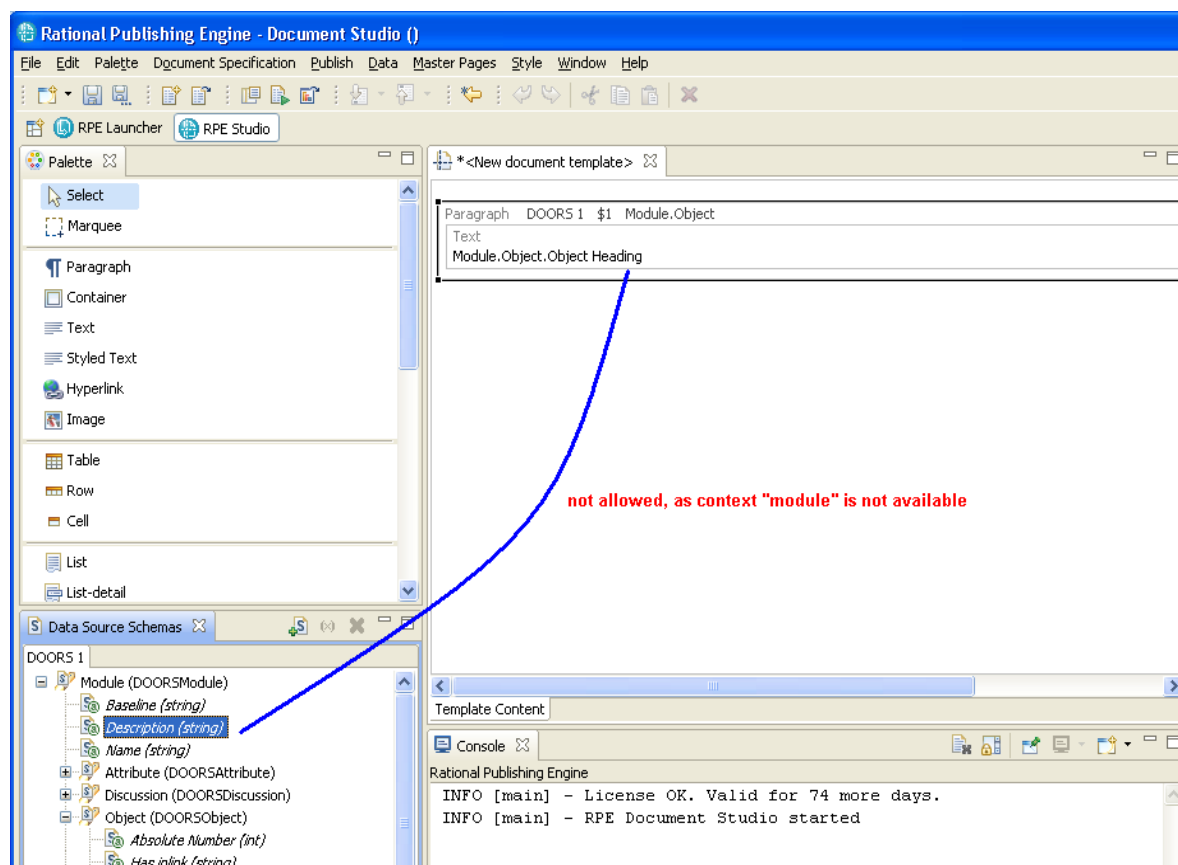 Rational Publishing Engine - Document Studio ()
File Edit Palette Document Specification Publish Data Master Pages Style Window Help
RPE Launcher RPE Studio
Palette
*<New document template>
Select
Marquee
Paragraph
Container
Text
Styled Text
Hyperlink
Image
Table
Row
Cell
List
List-detail
Paragraph DOORS 1 $1 Module.Object
Text
Module.Object.Object Heading
not allowed, as context "module" is not available
Template Content
Data Source Schemas
DOORS 1
Module (DOORSModule)
Baseline (string)
Description (string)
Name (string)
Attribute (DOORSAttribute)
Discussion (DOORSDiscussion)
Object (DOORSObject)
Absolute Number (int)
Has inlink (string)
Console
Rational Publishing Engine
INFO [main] - License OK. Valid for 74 more days.
INFO [main] - RPE Document Studio started